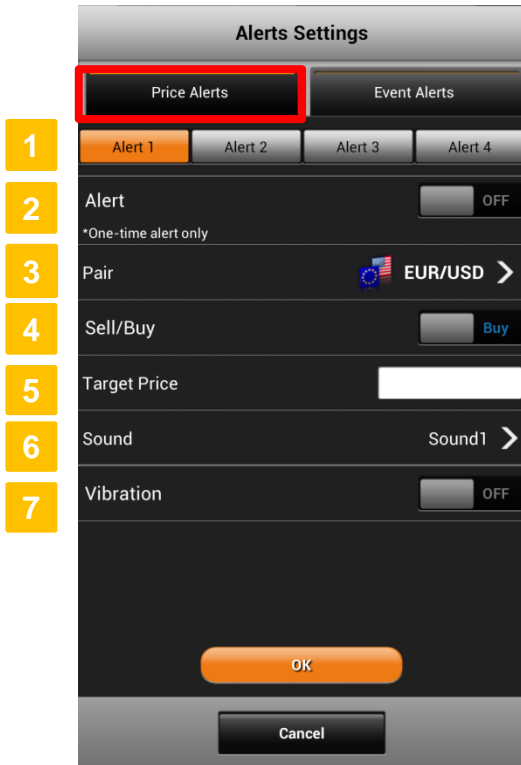 Alerts Settings
Price Alerts Event Alerts
1 Alert 1 Alert 2 Alert 3 Alert 4
2 Alert OFF
*One-time alert only
3 Pair EUR/USD
4 Sell/Buy Buy
5 Target Price
6 Sound Sound1
7 Vibration OFF
OK
Cancel